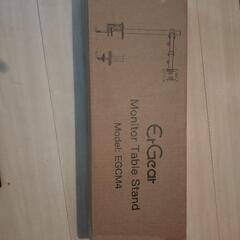 ErGear
Monitor Table Stand
Model: EGCM4